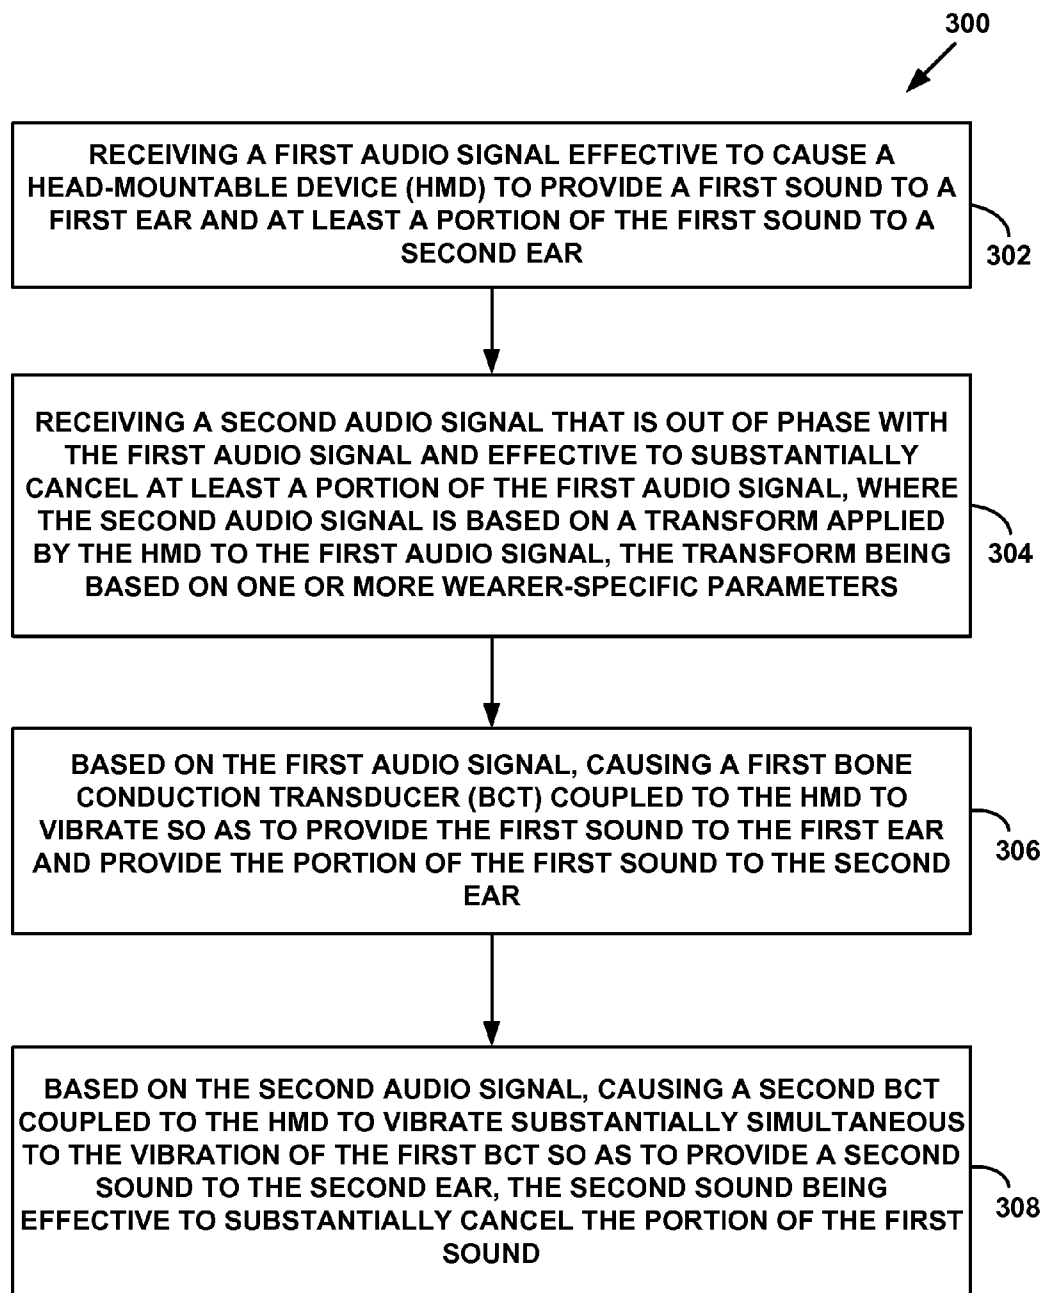 300
RECEIVING A FIRST AUDIO SIGNAL EFFECTIVE TO CAUSE A
HEAD-MOUNTABLE DEVICE (HMD) TO PROVIDE A FIRST SOUND TO A
FIRST EAR AND AT LEAST A PORTION OF THE FIRST SOUND TO A
SECOND EAR
302
RECEIVING A SECOND AUDIO SIGNAL THAT IS OUT OF PHASE WITH
THE FIRST AUDIO SIGNAL AND EFFECTIVE TO SUBSTANTIALLY
CANCEL AT LEAST A PORTION OF THE FIRST AUDIO SIGNAL, WHERE
THE SECOND AUDIO SIGNAL IS BASED ON A TRANSFORM APPLIED
BY THE HMD TO THE FIRST AUDIO SIGNAL, THE TRANSFORM BEING
BASED ON ONE OR MORE WEARER-SPECIFIC PARAMETERS
304
BASED ON THE FIRST AUDIO SIGNAL, CAUSING A FIRST BONE
CONDUCTION TRANSDUCER (BCT) COUPLED TO THE HMD TO
VIBRATE SO AS TO PROVIDE THE FIRST SOUND TO THE FIRST EAR
AND PROVIDE THE PORTION OF THE FIRST SOUND TO THE SECOND
EAR
306
BASED ON THE SECOND AUDIO SIGNAL, CAUSING A SECOND BCT
COUPLED TO THE HMD TO VIBRATE SUBSTANTIALLY SIMULTANEOUS
TO THE VIBRATION OF THE FIRST BCT SO AS TO PROVIDE A SECOND
SOUND TO THE SECOND EAR, THE SECOND SOUND BEING
EFFECTIVE TO SUBSTANTIALLY CANCEL THE PORTION OF THE FIRST
SOUND
308